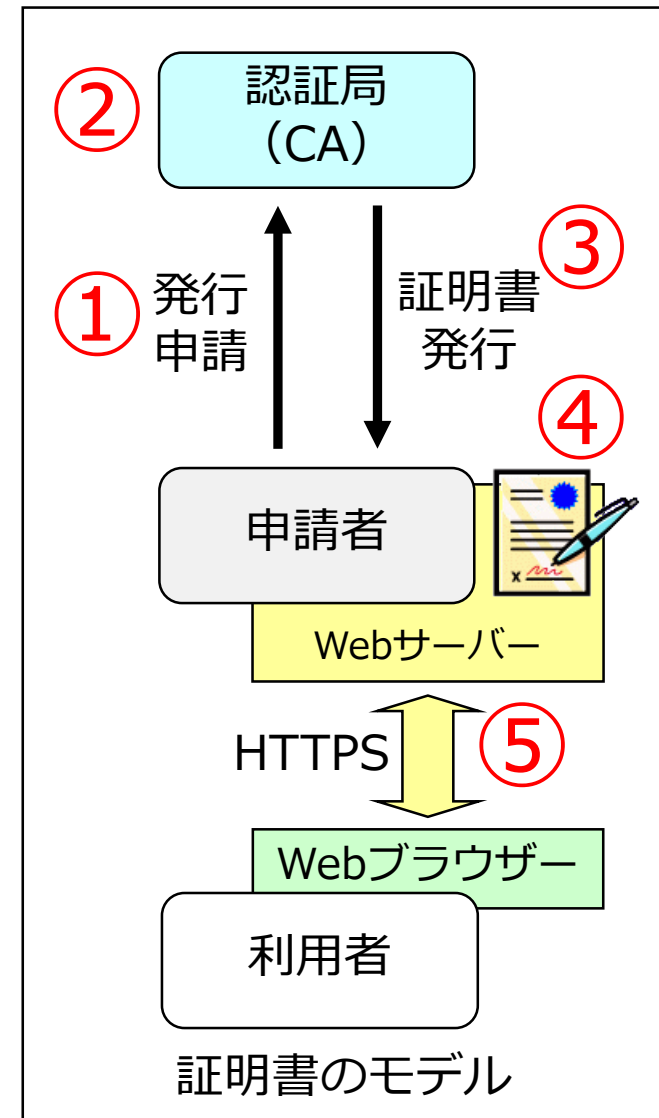 ②
認証局
（CA）
①
発行
申請
③
証明書
発行
④
申請者
x
Webサーバー
HTTPS
⑤
Webブラウザー
利用者
証明書のモデル